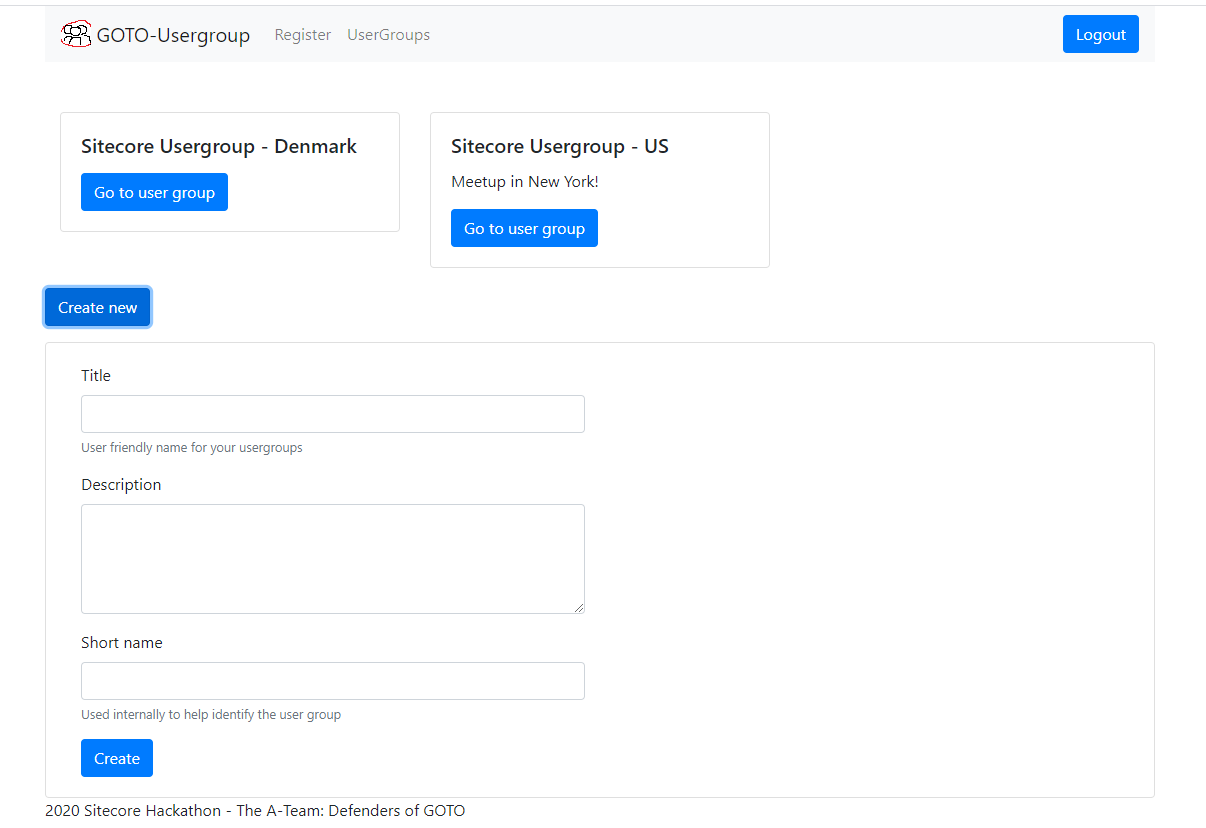 GOTO-Usergroup Register UserGroups Logout
Sitecore Usergroup - Denmark
Go to user group
Sitecore Usergroup - US
Meetup in New York!
Go to user group
Create new
Title
User friendly name for your usergroups
Description
Short name
Used internally to help identify the user group
Create
2020 Sitecore Hackathon - The A-Team: Defenders of GOTO